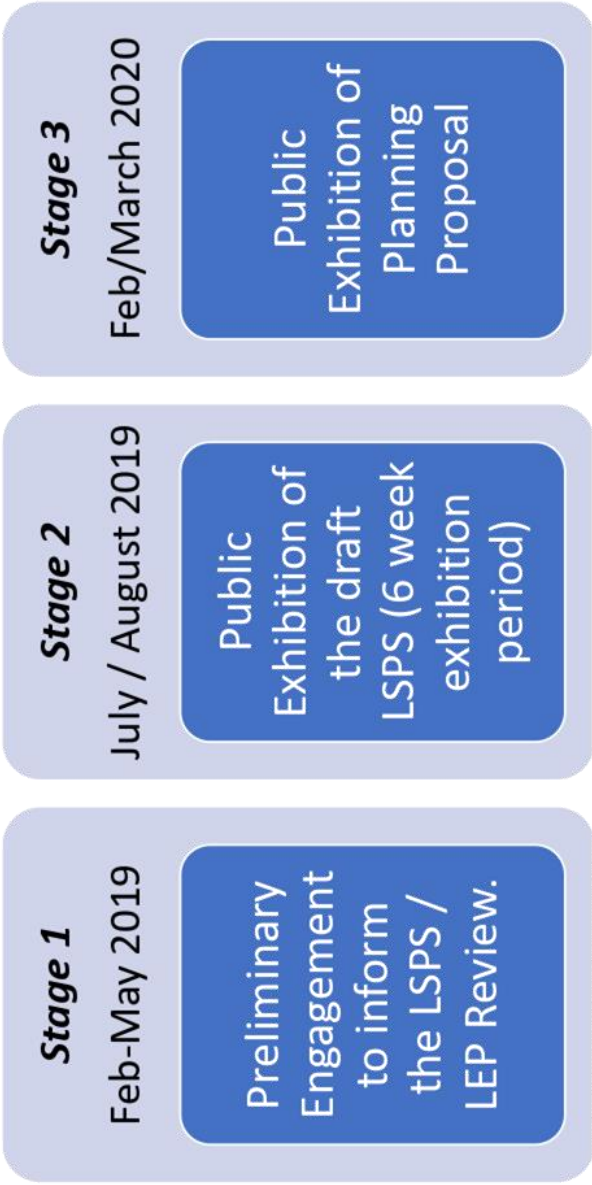 Stage 1
Feb-May 2019
Preliminary
Engagement
to inform
the LSPS /
LEP Review.
Stage 2
July / August 2019
Public
Exhibition of
the draft
LSPS (6 week
exhibition
period)
Stage 3
Feb/March 2020
Public
Exhibition of
Planning
Proposal